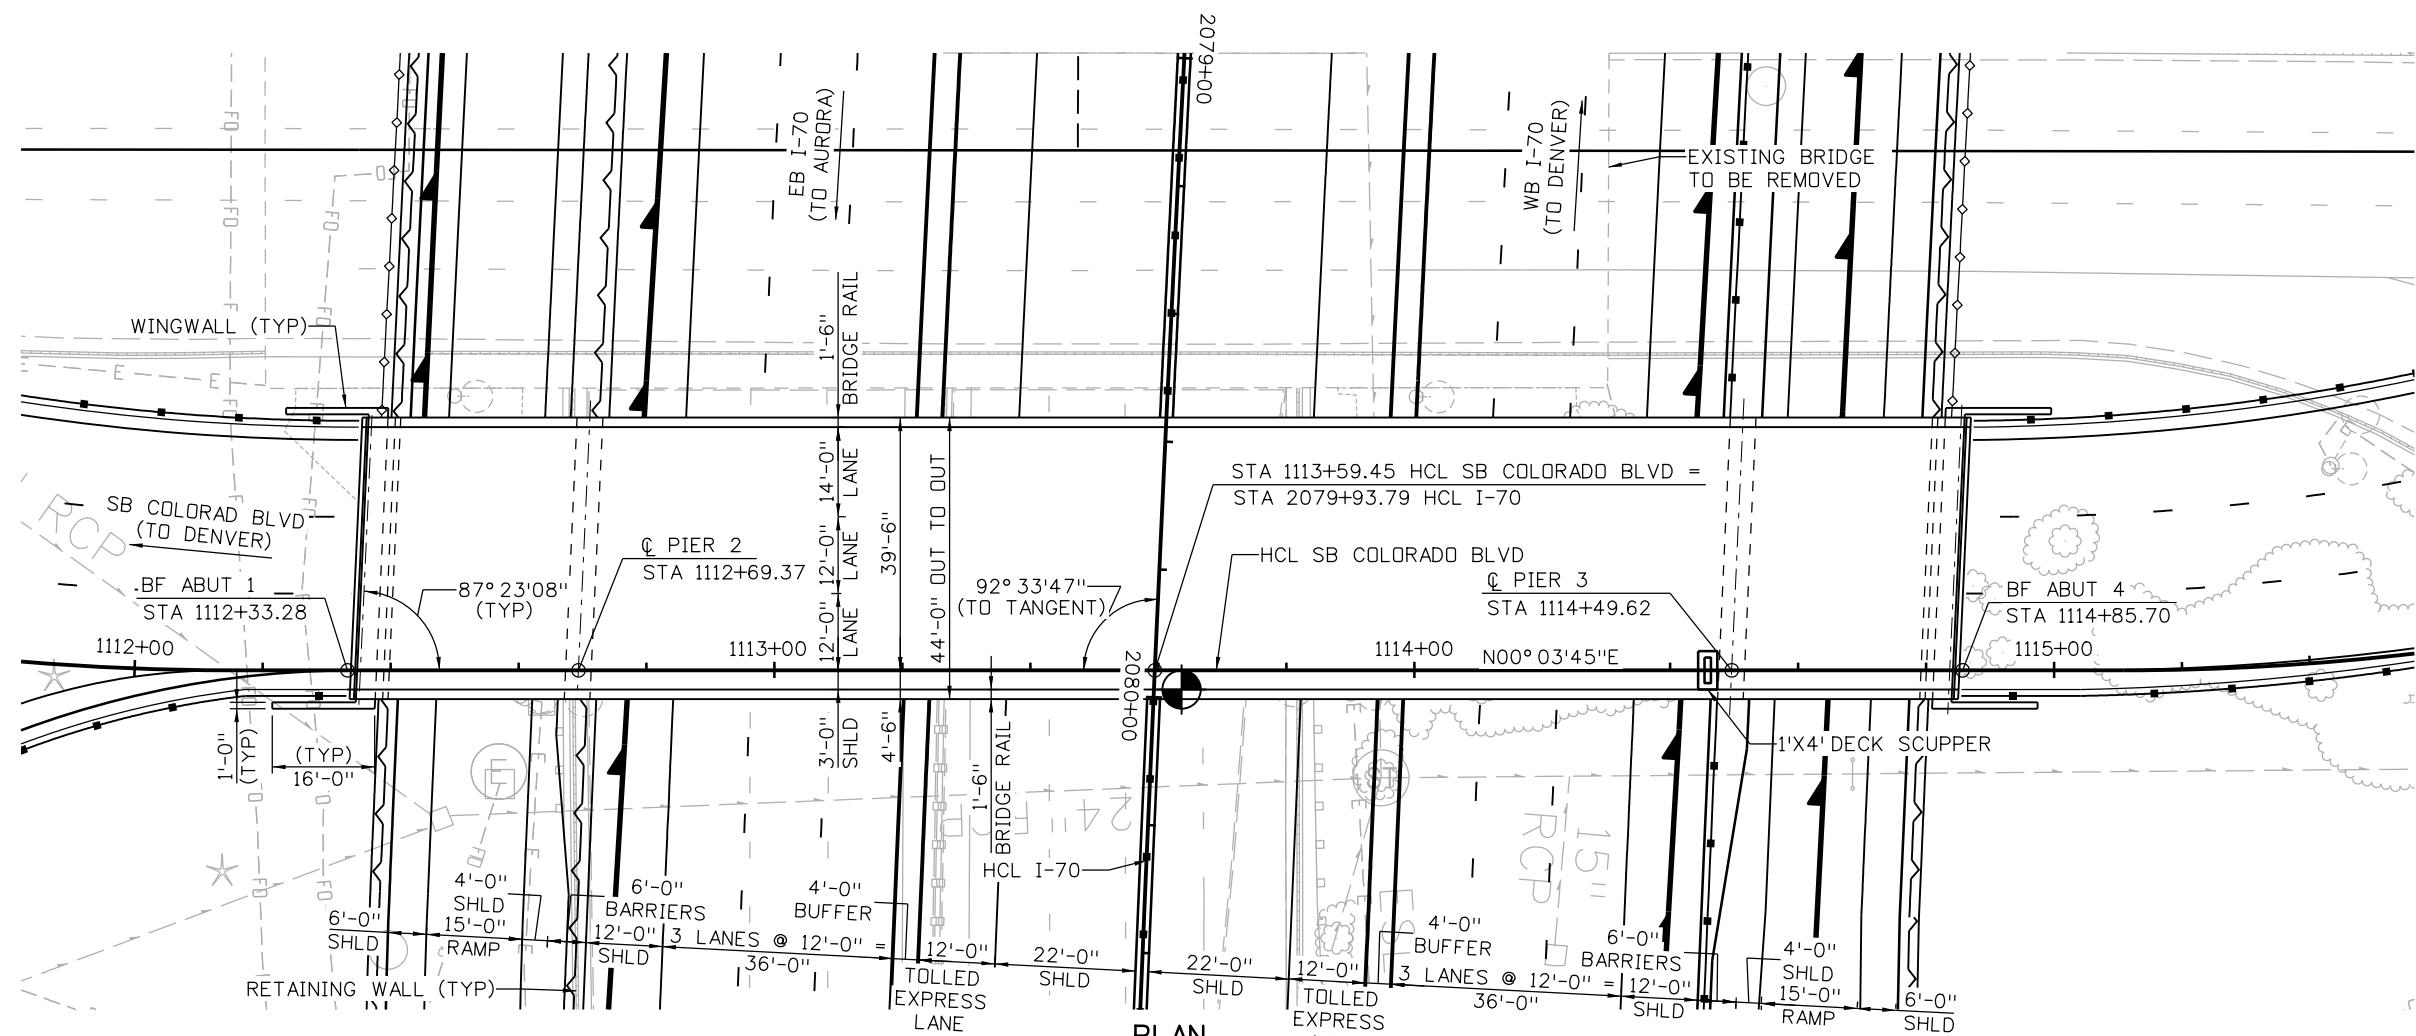 2079+00
EB I-70
(TO AURORA)
WB I-70
(TO DENVER)
EXISTING BRIDGE
TO BE REMOVED
WINGWALL (TYP)
1'-6"
BRIDGE RAIL
14'-0"
LANE
12'-0"
LANE
12'-0"
LANE
3'-0"
SHLD
39'-6"
4'-6"
44'-0" OUT TO OUT
STA 1113+59.45 HCL SB COLORADO BLVD =
STA 2079+93.79 HCL I-70
SB COLORAD BLVD
(TO DENVER)
RCP
BF ABUT 1
STA 1112+33.28
87° 23'08"
(TYP)
℄ PIER 2
STA 1112+69.37
92° 33'47"
(TO TANGENT)
HCL SB COLORADO BLVD
℄ PIER 3
STA 1114+49.62
BF ABUT 4
STA 1114+85.70
1112+00
1113+00
1114+00
N00° 03'45"E
1115+00
2080+00
1'-0"
(TYP)
(TYP)
16'-0"
1'-6"
BRIDGE RAIL
1'X4' DECK SCUPPER
HCL I-70
15"
RCP
RETAINING WALL (TYP)
6'-0"
SHLD
15'-0"
RAMP
4'-0"
SHLD
6'-0"
BARRIERS
12'-0"
SHLD
3 LANES @ 12'-0" =
36'-0"
4'-0"
BUFFER
12'-0"
TOLLED
EXPRESS
LANE
22'-0"
SHLD
22'-0"
SHLD
12'-0"
TOLLED
EXPRESS
4'-0"
BUFFER
3 LANES @ 12'-0" =
36'-0"
6'-0"
BARRIERS
12'-0"
SHLD
4'-0"
SHLD
15'-0"
RAMP
6'-0"
SHLD
PLAN